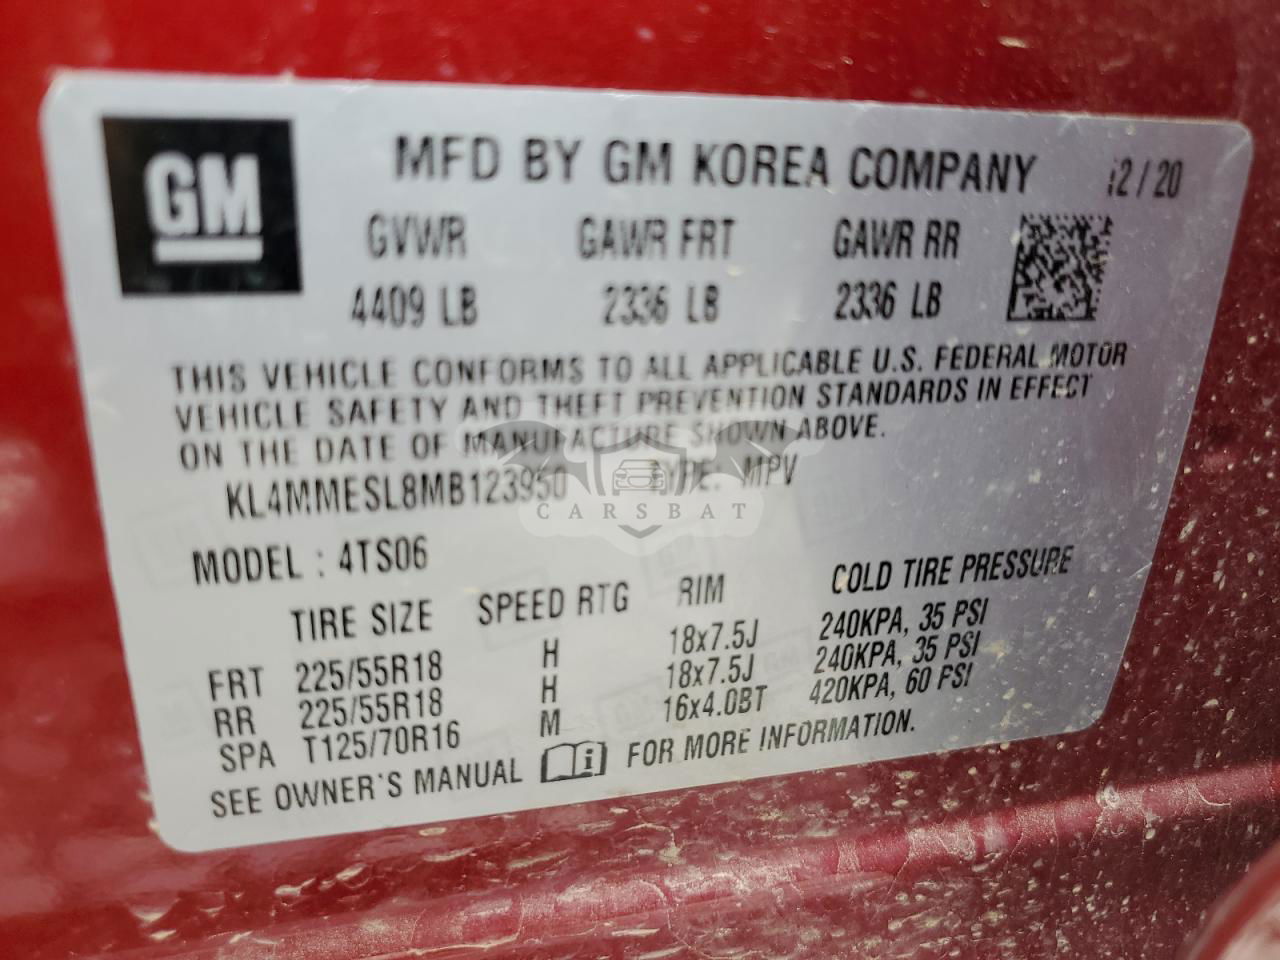 GM
MFD BY GM KOREA COMPANY 12/20
GVWR GAWR FRT GAWR RR
4409 LB 2336 LB 2336 LB
THIS VEHICLE CONFORMS TO ALL APPLICABLE U.S. FEDERAL MOTOR
VEHICLE SAFETY AND THEFT PREVENTION STANDARDS IN EFFECT
ON THE DATE OF MANUFACTURE SHOWN ABOVE.
KL4MMESL8MB123950 TYPE: MPV
CARSBAT
MODEL : 4TS06
TIRE SIZE SPEED RTG RIM COLD TIRE PRESSURE
FRT 225/55R18 H 18x7.5J 240KPA, 35 PSI
RR 225/55R18 H 18x7.5J 240KPA, 35 PSI
SPA T125/70R16 M 16x4.0BT 420KPA, 60 PSI
SEE OWNER'S MANUAL i FOR MORE INFORMATION.